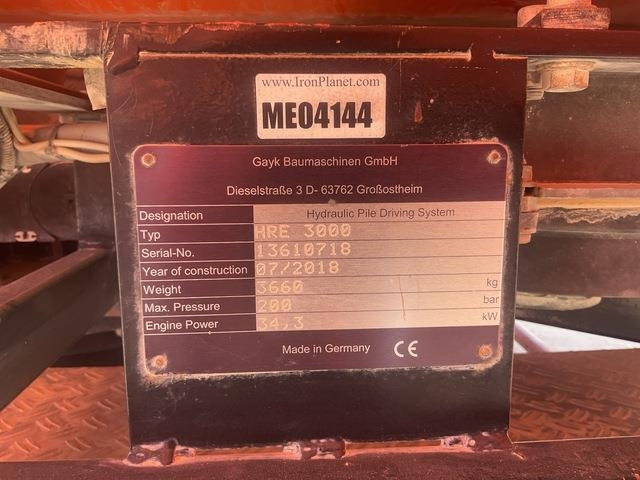 www.IronPlanet.com
ME04144
Gayk Baumaschinen GmbH
Dieselstraße 3 D- 63762 Großostheim
Designation Hydraulic Pile Driving System
Typ HRE 3000
Serial-No. 13610718
Year of construction 07/2018
Weight 3660 kg
Max. Pressure 200 bar
Engine Power 34,3 kW
Made in Germany CE